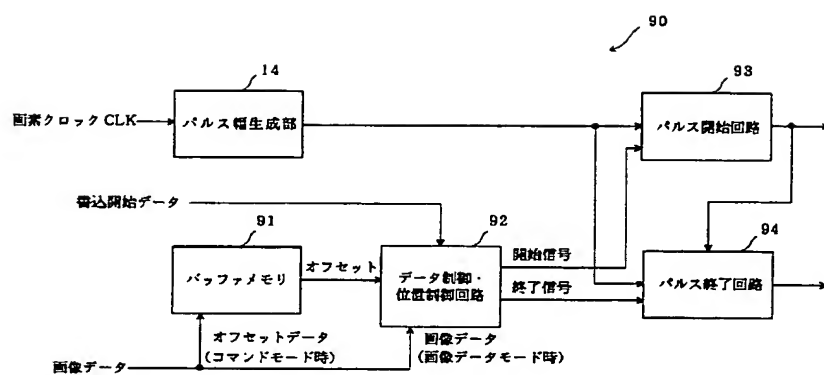 90
14
93
画素クロック CLK
パルス幅生成部
パルス開始回路
書込開始データ
91
92
94
バッファメモリ
オフセット
データ制御・
位置制御回路
開始信号
終了信号
パルス終了回路
オフセットデータ
(コマンドモード時)
画像データ
(画像データモード時)
画像データ